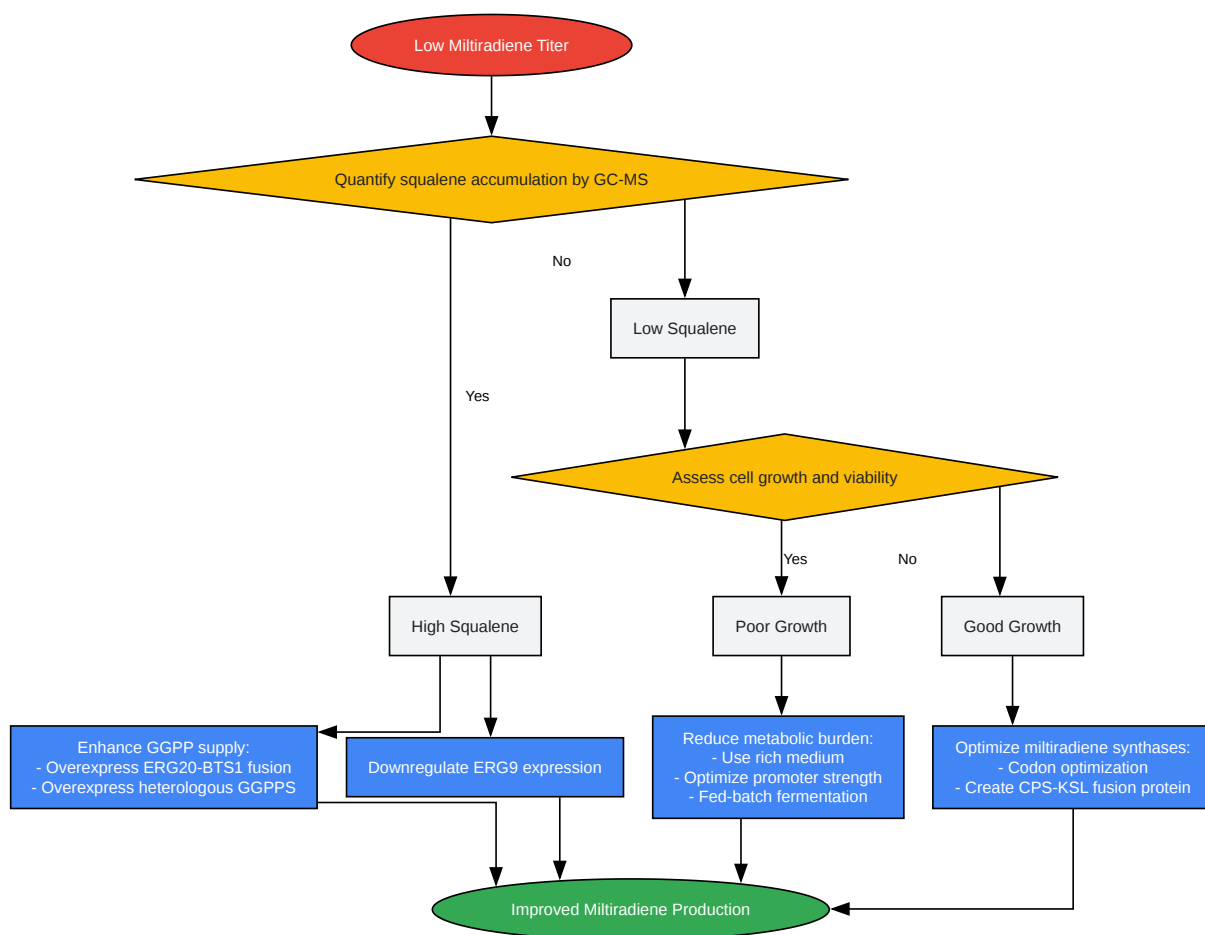 Low Miltiradiene Titer
Quantify squalene accumulation by GC-MS
No
Low Squalene
Yes
Assess cell growth and viability
Yes
No
High Squalene
Poor Growth
Good Growth
Enhance GGPP supply:
- Overexpress ERG20-BTS1 fusion
- Overexpress heterologous GGPPS
Downregulate ERG9 expression
Reduce metabolic burden:
- Use rich medium
- Optimize promoter strength
- Fed-batch fermentation
Optimize miltiradiene synthases:
- Codon optimization
- Create CPS-KSL fusion protein
Improved Miltiradiene Production